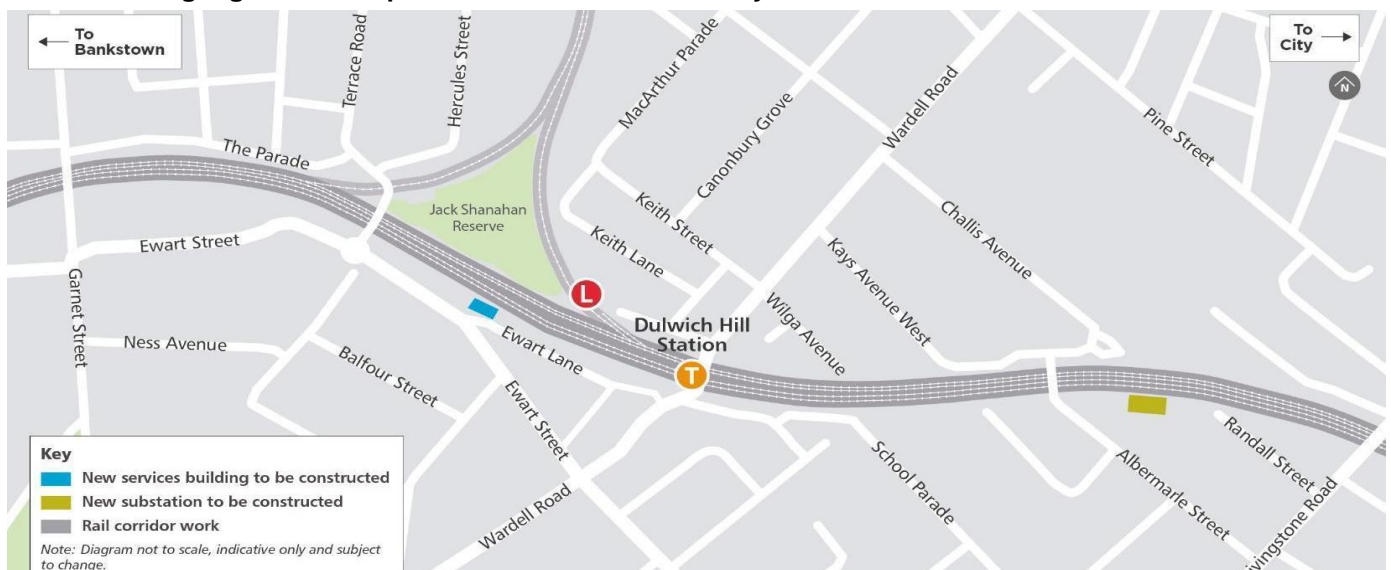 To
Bankstown
To
City
N
Terrace Road
Hercules Street
MacArthur Parade
Canonbury Grove
Wardell Road
Pine Street
The Parade
Jack Shanahan
Reserve
Keith Street
Keith Lane
Challis Avenue
Ewart Street
Kays Avenue West
Garnet Street
L
Wilga Avenue
Dulwich Hill
Station
T
Ness Avenue
Ewart Lane
Balfour Street
Ewart Street
Randall Street
School Parade
Albermarle Street
Wardell Road
Key
New services building to be constructed
New substation to be constructed
Rail corridor work
Note: Diagram not to scale, indicative only and subject
to change.